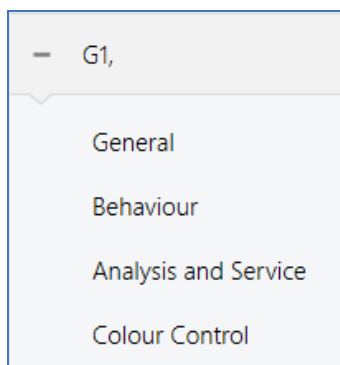 G1,
General
Behaviour
Analysis and Service
Colour Control